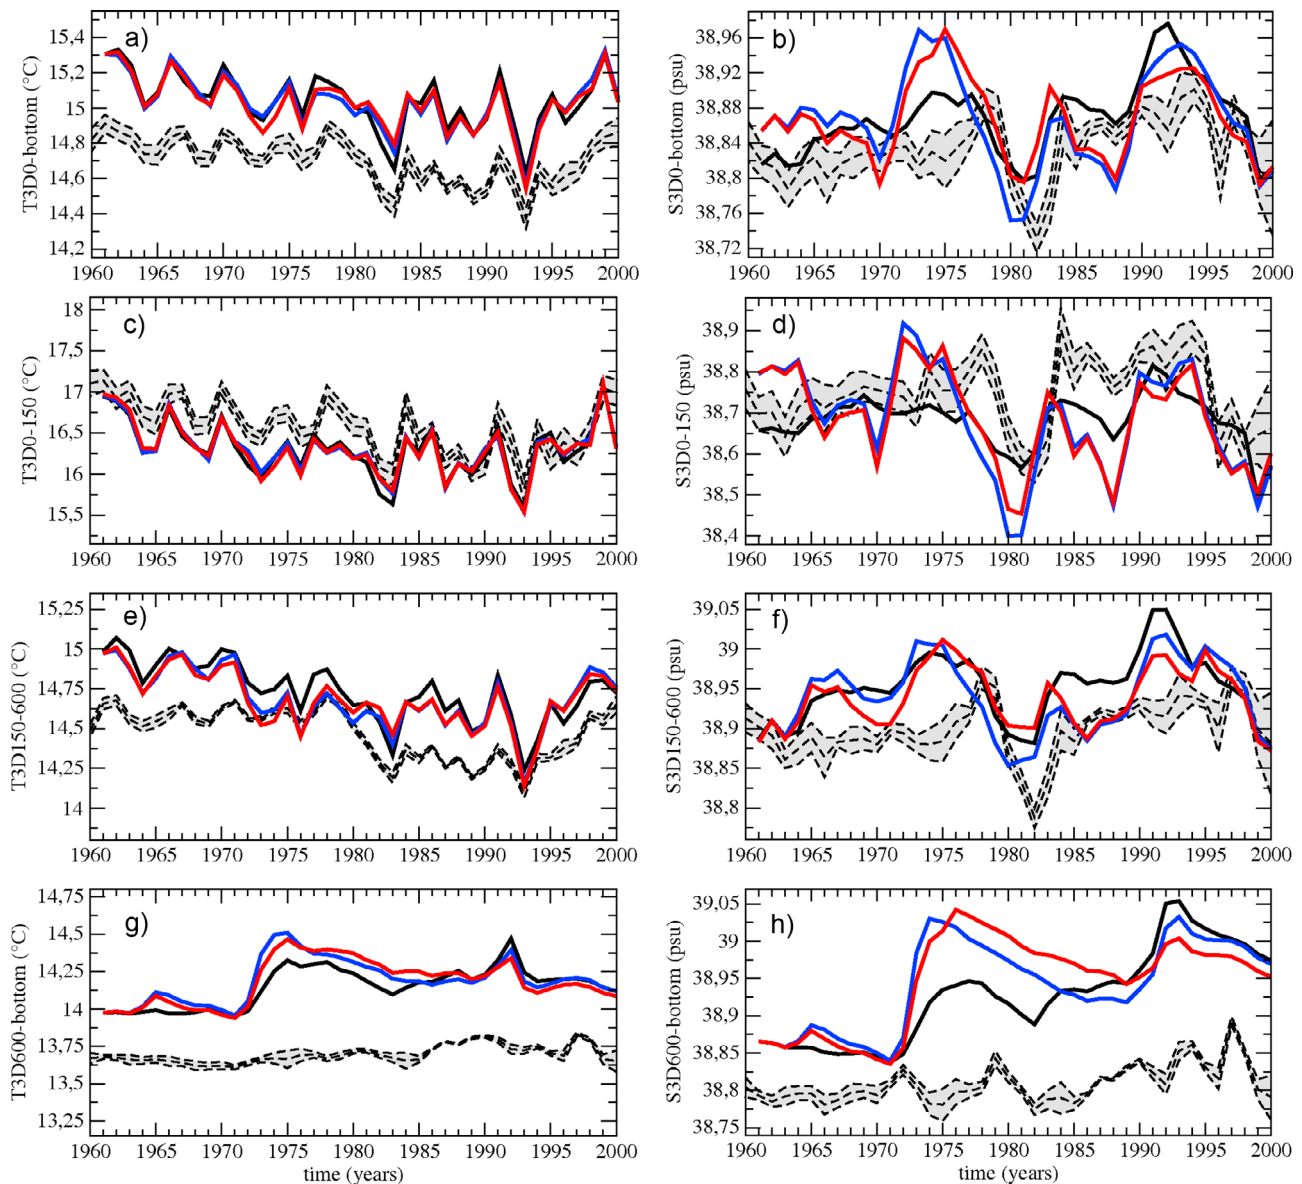 a)
T3D0-bottom (°C)
15,4
15,2
15
14,8
14,6
14,4
14,2
1960 1965 1970 1975 1980 1985 1990 1995 2000
b)
S3D0-bottom (psu)
38,96
38,92
38,88
38,84
38,8
38,76
38,72
1960 1965 1970 1975 1980 1985 1990 1995 2000
c)
T3D0-150 (°C)
18
17,5
17
16,5
16
15,5
1960 1965 1970 1975 1980 1985 1990 1995 2000
d)
S3D0-150 (psu)
38,9
38,8
38,7
38,6
38,5
38,4
1960 1965 1970 1975 1980 1985 1990 1995 2000
e)
T3D150-600 (°C)
15,25
15
14,75
14,5
14,25
14
1960 1965 1970 1975 1980 1985 1990 1995 2000
f)
S3D150-600 (psu)
39,05
39
38,95
38,9
38,85
38,8
1960 1965 1970 1975 1980 1985 1990 1995 2000
g)
T3D600-bottom (°C)
14,75
14,5
14,25
14
13,75
13,5
13,25
1960 1965 1970 1975 1980 1985 1990 1995 2000
time (years)
h)
S3D600-bottom (psu)
39,05
39
38,95
38,9
38,85
38,8
38,75
1960 1965 1970 1975 1980 1985 1990 1995 2000
time (years)